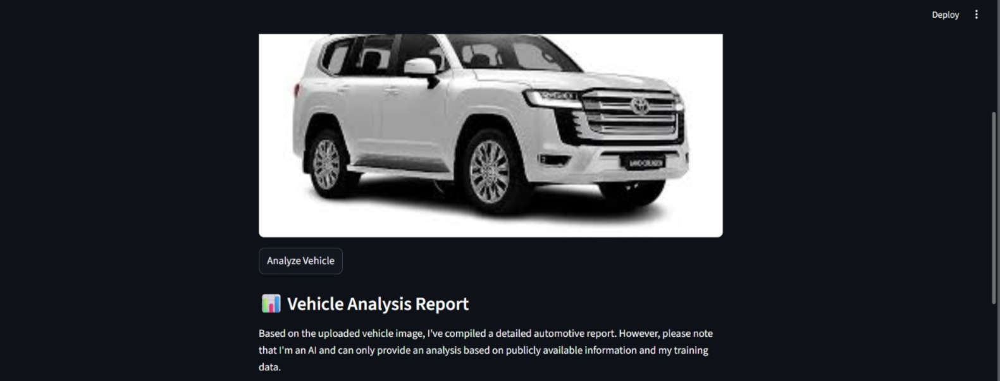 Deploy
LAND CRUISER
Analyze Vehicle
Vehicle Analysis Report
Based on the uploaded vehicle image, I've compiled a detailed automotive report. However, please note
that I'm an AI and can only provide an analysis based on publicly available information and my training
data.